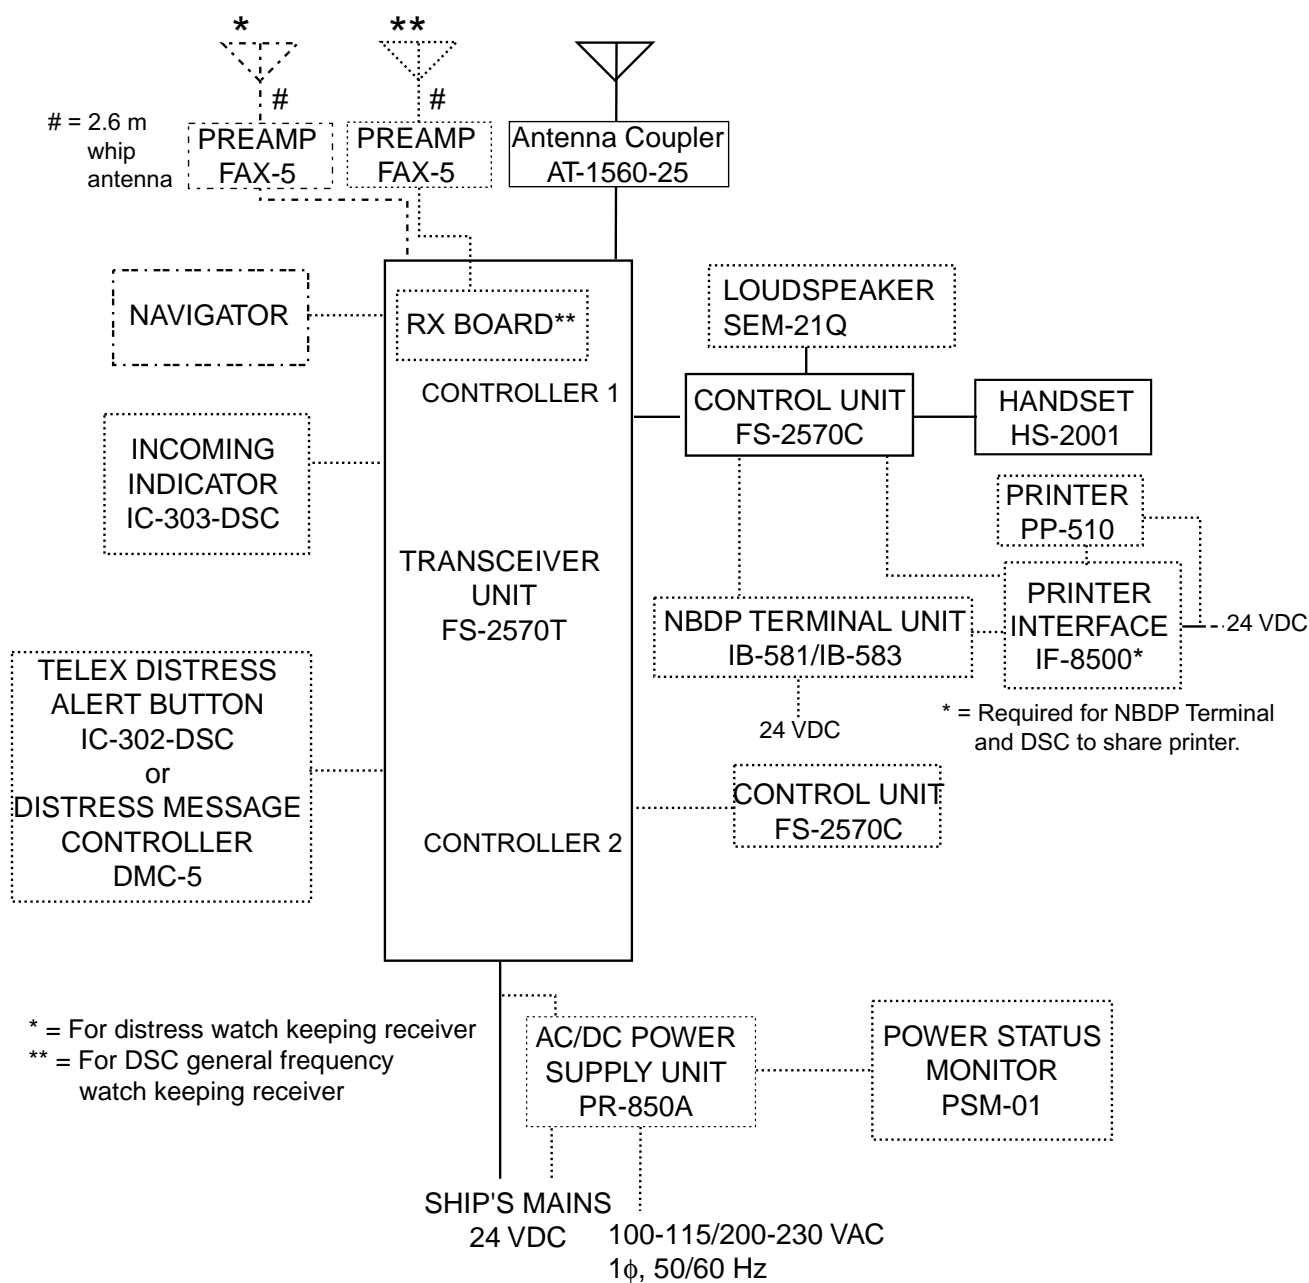 *
**
#
#
# = 2.6 m
whip
antenna
PREAMP
FAX-5
PREAMP
FAX-5
Antenna Coupler
AT-1560-25
NAVIGATOR
RX BOARD**
LOUDSPEAKER
SEM-21Q
CONTROLLER 1
CONTROL UNIT
FS-2570C
HANDSET
HS-2001
INCOMING
INDICATOR
IC-303-DSC
PRINTER
PP-510
TRANSCEIVER
UNIT
FS-2570T
NBDP TERMINAL UNIT
IB-581/IB-583
PRINTER
INTERFACE
IF-8500*
24 VDC
24 VDC
* = Required for NBDP Terminal
and DSC to share printer.
TELEX DISTRESS
ALERT BUTTON
IC-302-DSC
or
DISTRESS MESSAGE
CONTROLLER
DMC-5
CONTROLLER 2
CONTROL UNIT
FS-2570C
* = For distress watch keeping receiver
** = For DSC general frequency
watch keeping receiver
AC/DC POWER
SUPPLY UNIT
PR-850A
POWER STATUS
MONITOR
PSM-01
SHIP'S MAINS
24 VDC
100-115/200-230 VAC
1ϕ, 50/60 Hz